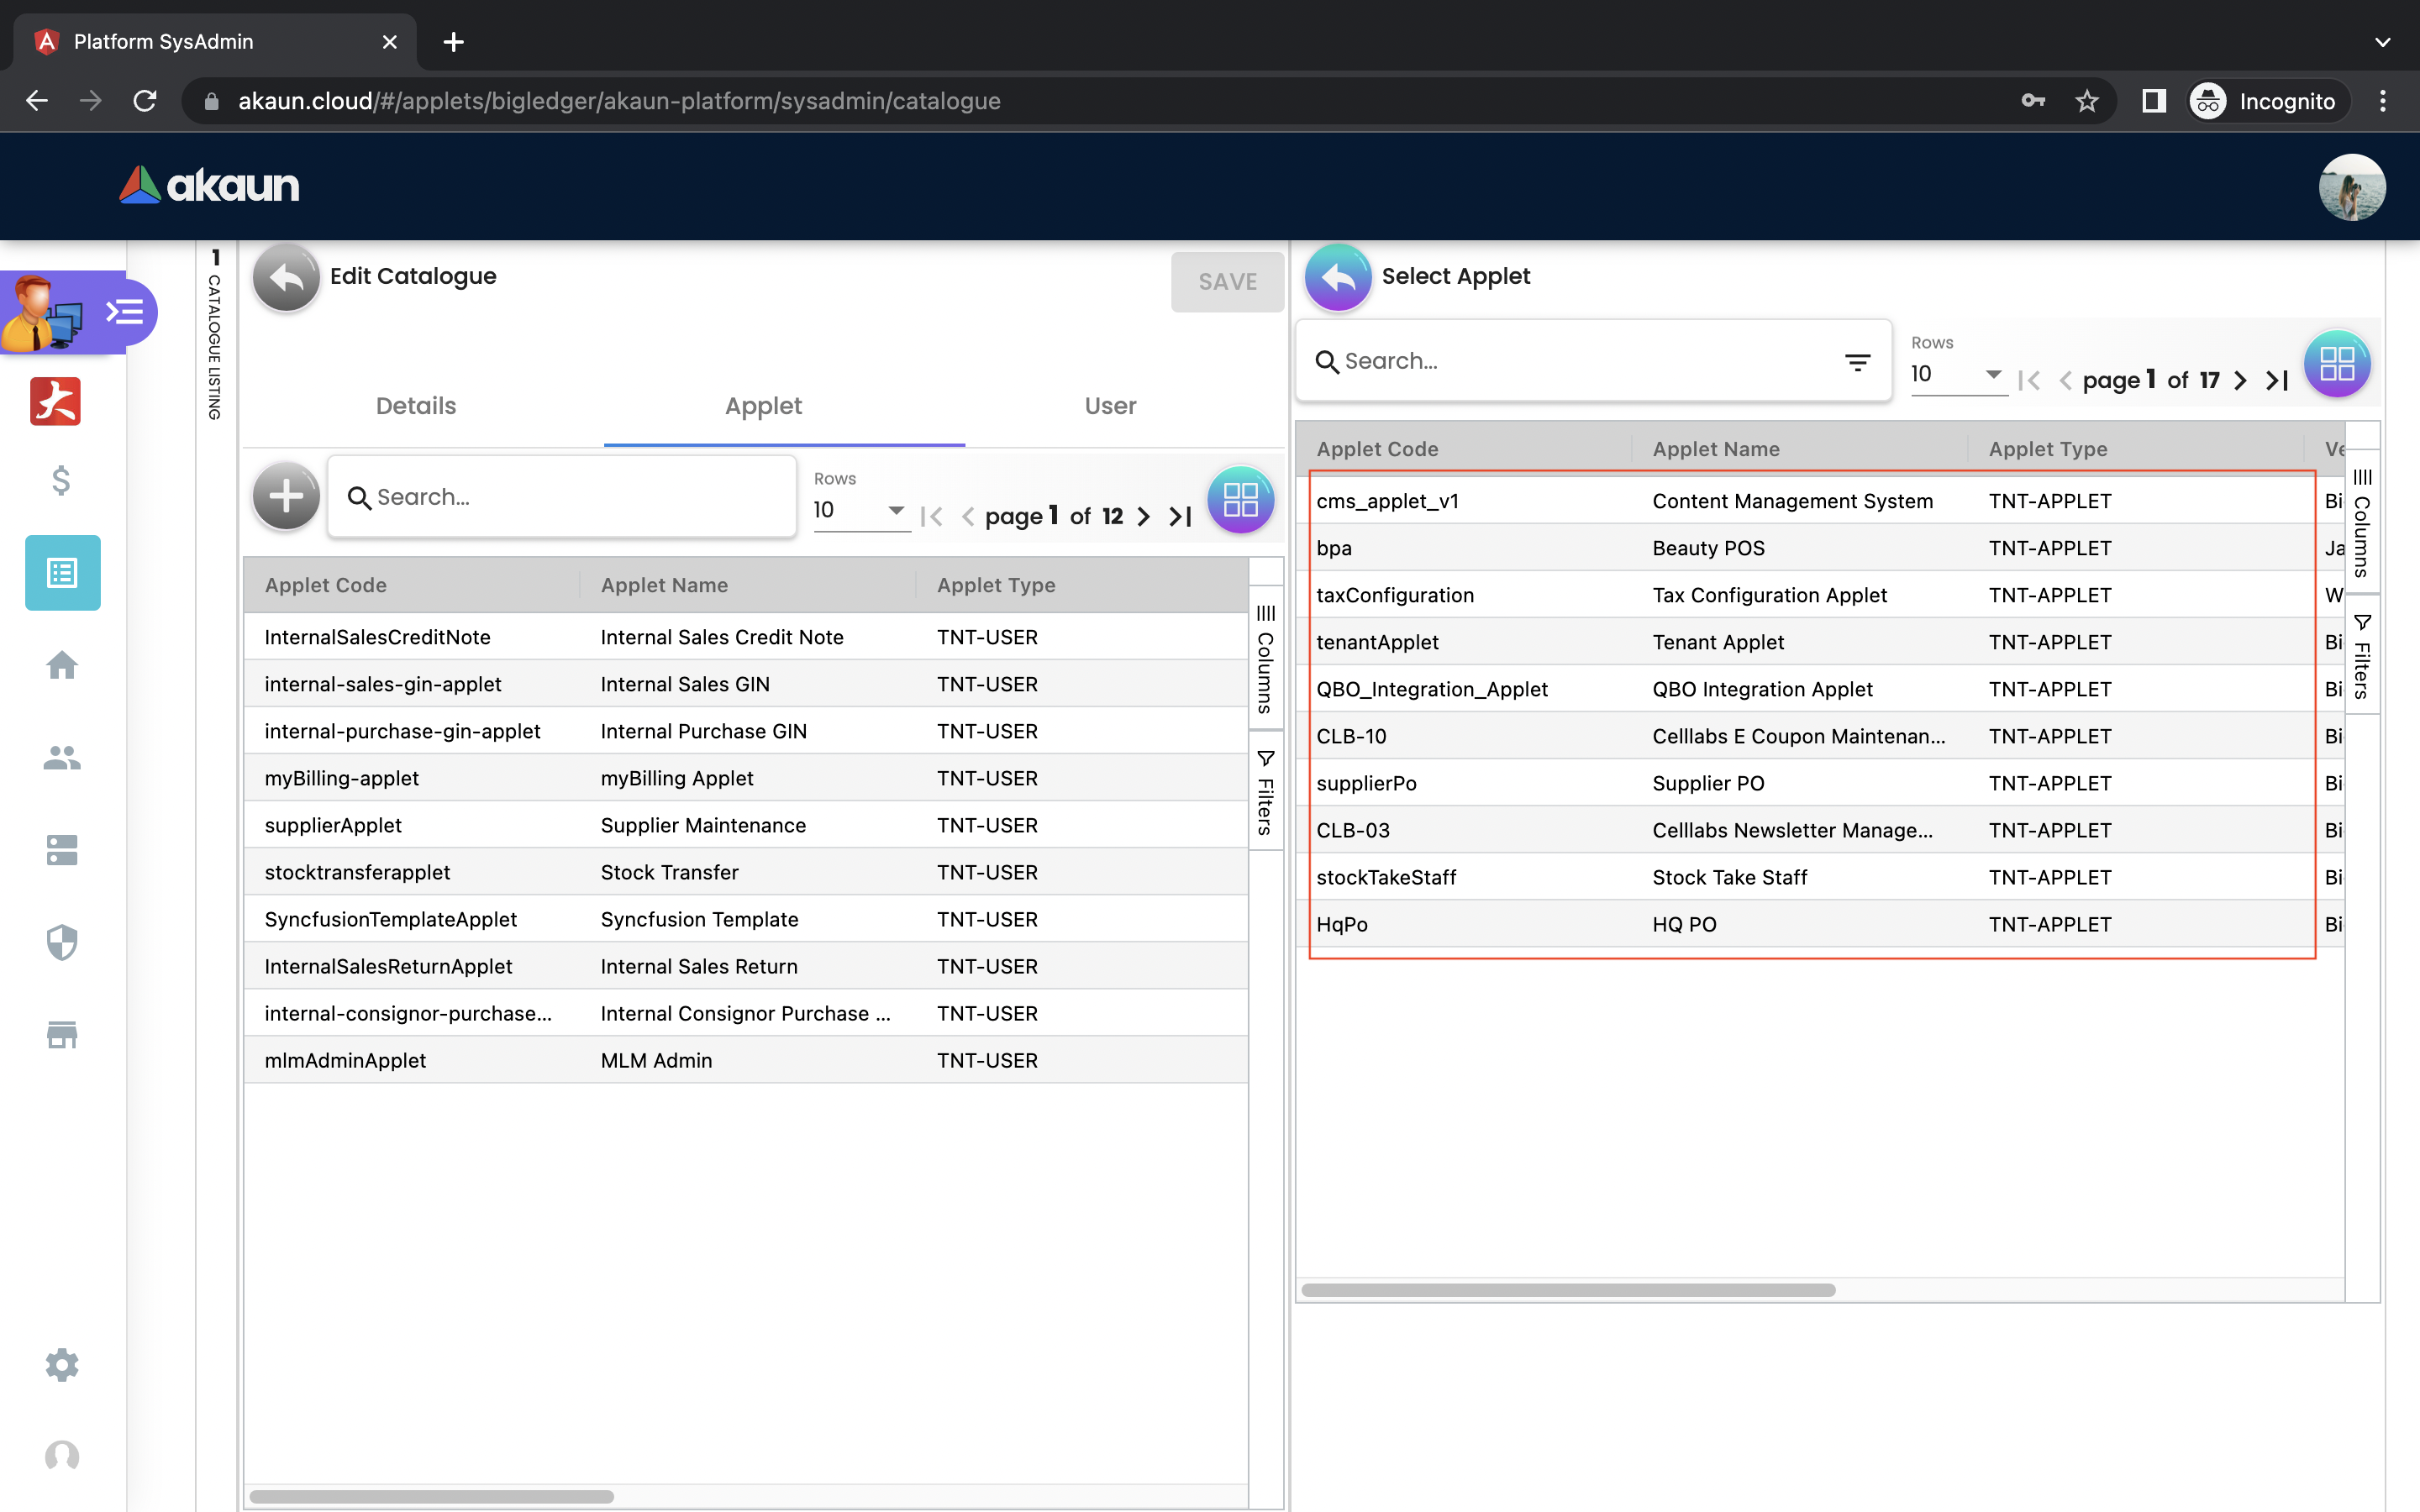 Platform SysAdmin
akaun.cloud/#/applets/bigledger/akaun-platform/sysadmin/catalogue
Incognito
akaun
1 CATALOGUE LISTING
Edit Catalogue
SAVE
Details Applet User
Search...
Rows
10
page 1 of 12
Applet Code Applet Name Applet Type
InternalSalesCreditNote Internal Sales Credit Note TNT-USER
internal-sales-gin-applet Internal Sales GIN TNT-USER
internal-purchase-gin-applet Internal Purchase GIN TNT-USER
myBilling-applet myBilling Applet TNT-USER
supplierApplet Supplier Maintenance TNT-USER
stocktransferapplet Stock Transfer TNT-USER
SyncfusionTemplateApplet Syncfusion Template TNT-USER
InternalSalesReturnApplet Internal Sales Return TNT-USER
internal-consignor-purchase... Internal Consignor Purchase ... TNT-USER
mlmAdminApplet MLM Admin TNT-USER
Columns
Filters
Select Applet
Search...
Rows
10
page 1 of 17
Applet Code Applet Name Applet Type Ve
cms_applet_v1 Content Management System TNT-APPLET Bi
bpa Beauty POS TNT-APPLET Ja
taxConfiguration Tax Configuration Applet TNT-APPLET W
tenantApplet Tenant Applet TNT-APPLET Bi
QBO_Integration_Applet QBO Integration Applet TNT-APPLET Bi
CLB-10 Celllabs E Coupon Maintenan... TNT-APPLET Bi
supplierPo Supplier PO TNT-APPLET Bi
CLB-03 Celllabs Newsletter Manage... TNT-APPLET Bi
stockTakeStaff Stock Take Staff TNT-APPLET Bi
HqPo HQ PO TNT-APPLET Bi
Columns
Filters